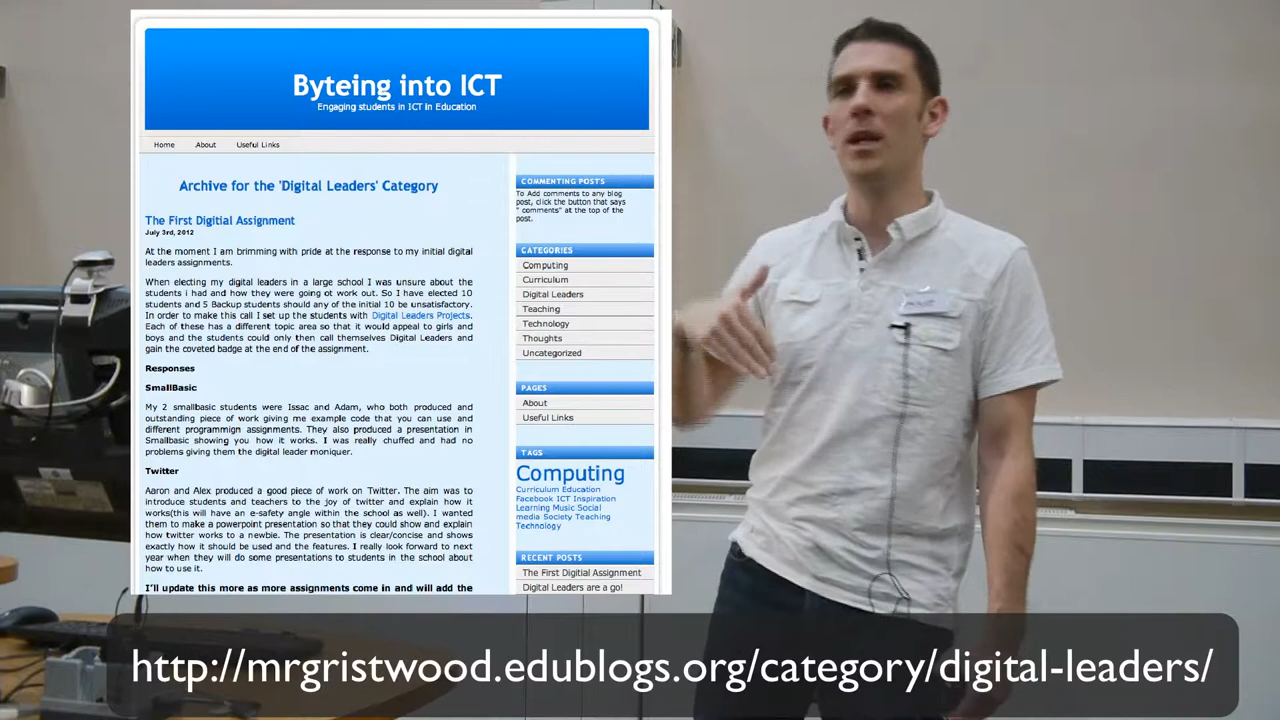 Byteing into ICT
Engaging students in ICT in Education
Home About Useful Links
Archive for the 'Digital Leaders' Category
The First Digitial Assignment
July 3rd, 2012
At the moment I am brimming with pride at the response to my initial digital
leaders assignments.
When electing my digital leaders in a large school I was unsure about the
students i had and how they were going ot work out. So I have elected 10
students and 5 Backup students should any of the initial 10 be unsatisfactory.
In order to make this call I set up the students with Digital Leaders Projects.
Each of these has a different topic area so that it would appeal to girls and
boys and the students could only then call themselves Digital Leaders and
gain the coveted badge at the end of the assignment.
Responses
SmallBasic
My 2 smallbasic students were Issac and Adam, who both produced and
outstanding piece of work giving me example code that you can use and
different programmign assignments. They also produced a presentation in
Smallbasic showing you how it works. I was really chuffed and had no
problems giving them the digital leader moniquer.
Twitter
Aaron and Alex produced a good piece of work on Twitter. The aim was to
introduce students and teachers to the joy of twitter and explain how it
works(this will have an e-safety angle within the school as well). I wanted
them to make a powerpoint presentation so that they could show and explain
how twitter works to a newbie. The presentation is clear/concise and shows
exactly how it should be used and the features. I really look forward to next
year when they will do some presentations to students in the school about
how to use it.
I'll update this more as more assignments come in and will add the
COMMENTING POSTS
To Add comments to any blog
post, click the button that says
" comments" at the top of the
post.
CATEGORIES
Computing
Curriculum
Digital Leaders
Teaching
Technology
Thoughts
Uncategorized
PAGES
About
Useful Links
TAGS
Computing
Curriculum Education
Facebook ICT Inspiration
Learning Music Social
media Society Teaching
Technology
RECENT POSTS
The First Digitial Assignment
Digital Leaders are a go!
http://mrgristwood.edublogs.org/category/digital-leaders/